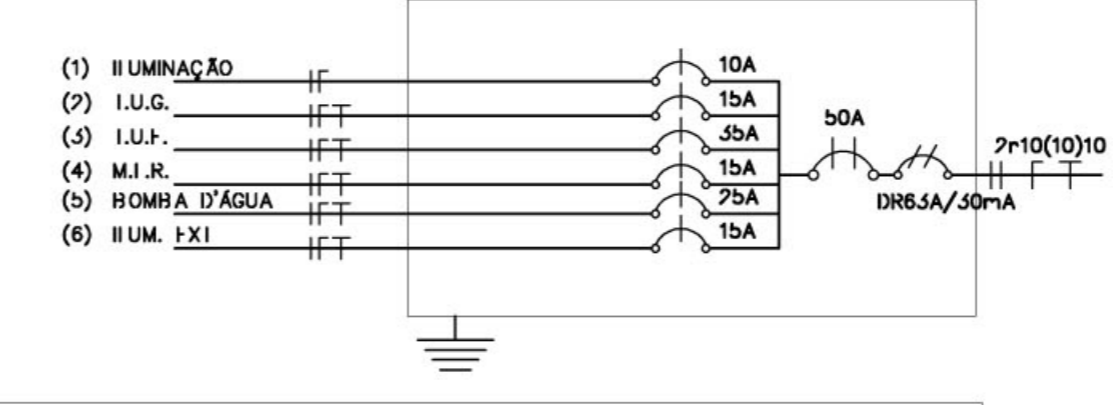 (1) ILUMINAÇÃO 10A
(2) T.U.G. 15A
(3) T.U.E. 35A
(4) M.L.R. 15A
(5) BOMBA D'ÁGUA 25A
(6) ILUM. EXT 15A
50A
DR63A/30mA
2#10(10)10